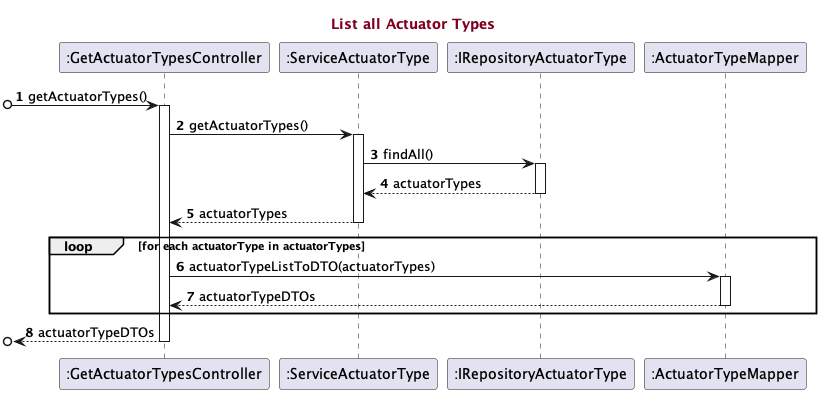 List all Actuator Types
:GetActuatorTypesController :ServiceActuatorType :IRepositoryActuatorType :ActuatorTypeMapper
1 getActuatorTypes()
2 getActuatorTypes()
3 findAll()
4 actuatorTypes
5 actuatorTypes
loop [for each actuatorType in actuatorTypes]
6 actuatorTypeListToDTO(actuatorTypes)
7 actuatorTypeDTOs
8 actuatorTypeDTOs
:GetActuatorTypesController :ServiceActuatorType :IRepositoryActuatorType :ActuatorTypeMapper